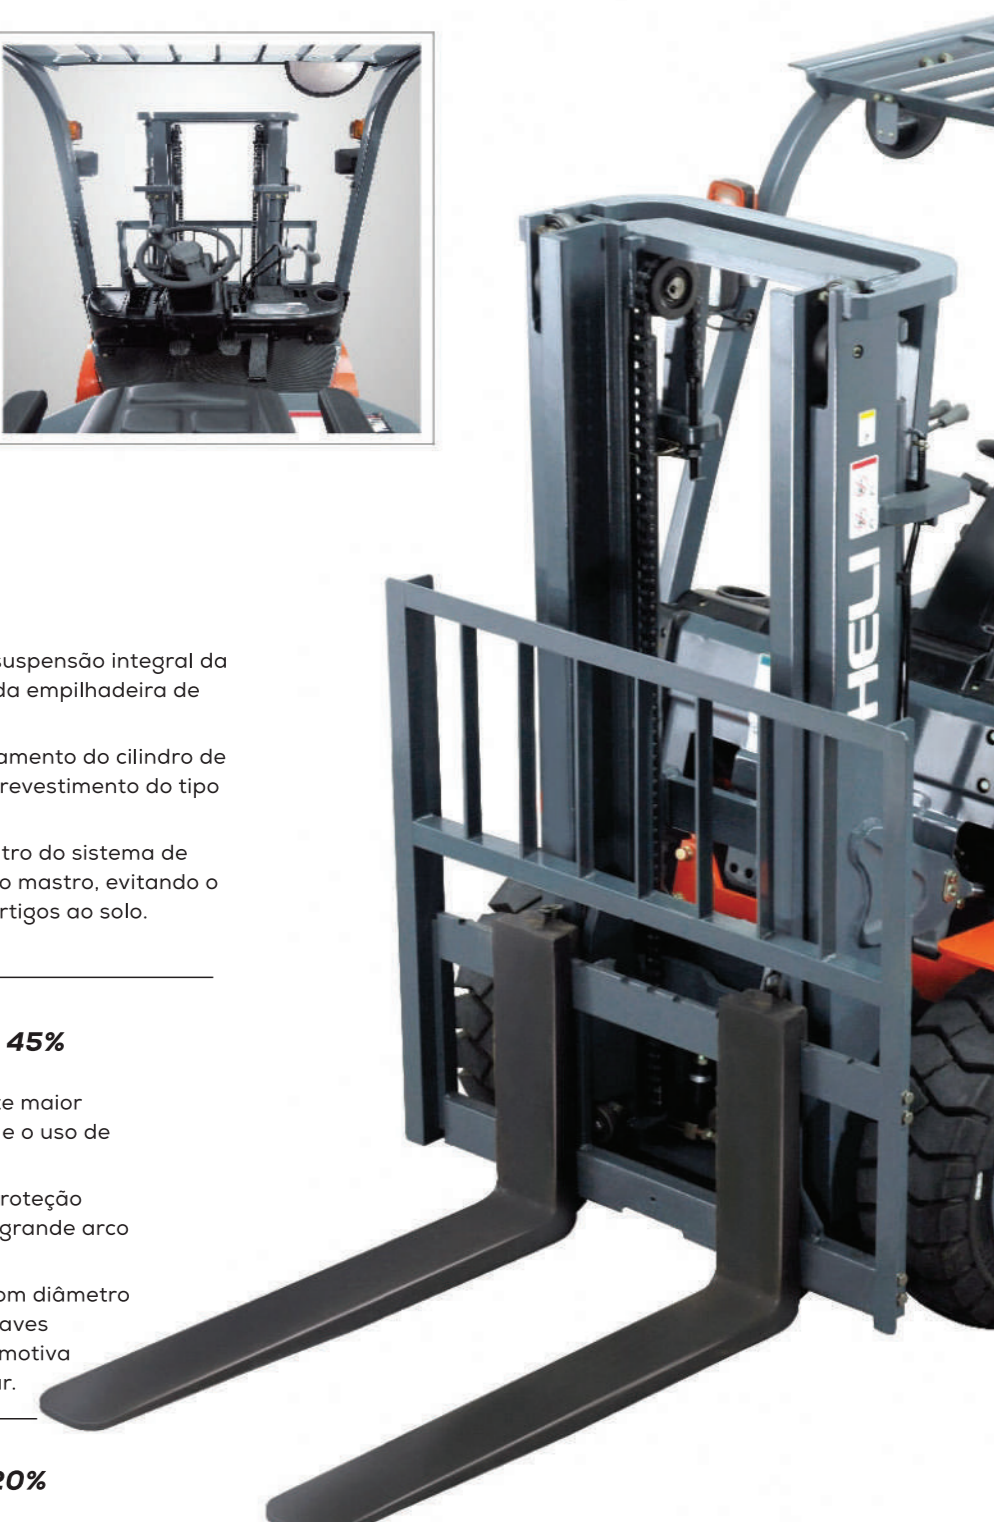 suspensão integral da
da empilhadeira de
amento do cilindro de
revestimento do tipo
tro do sistema de
o mastro, evitando o
rtigos ao solo.
45%
te maior
e o uso de
roteção
grande arco
om diâmetro
aves
motiva
r.
20%
HELI